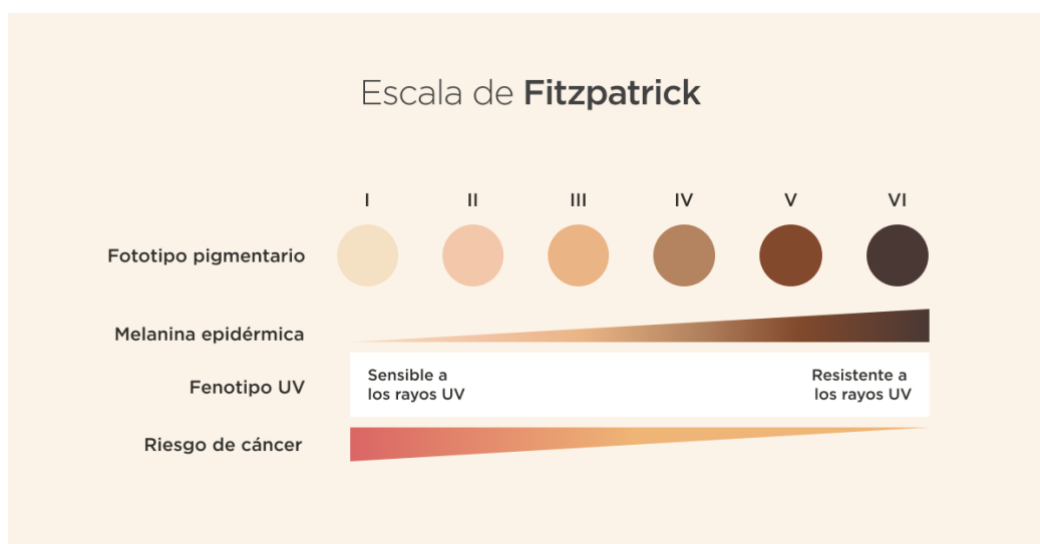 Escala de Fitzpatrick
I II III IV V VI
Fototipo pigmentario
Melanina epidérmica
Fenotipo UV
Sensible a
los rayos UV
Resistente a
los rayos UV
Riesgo de cáncer